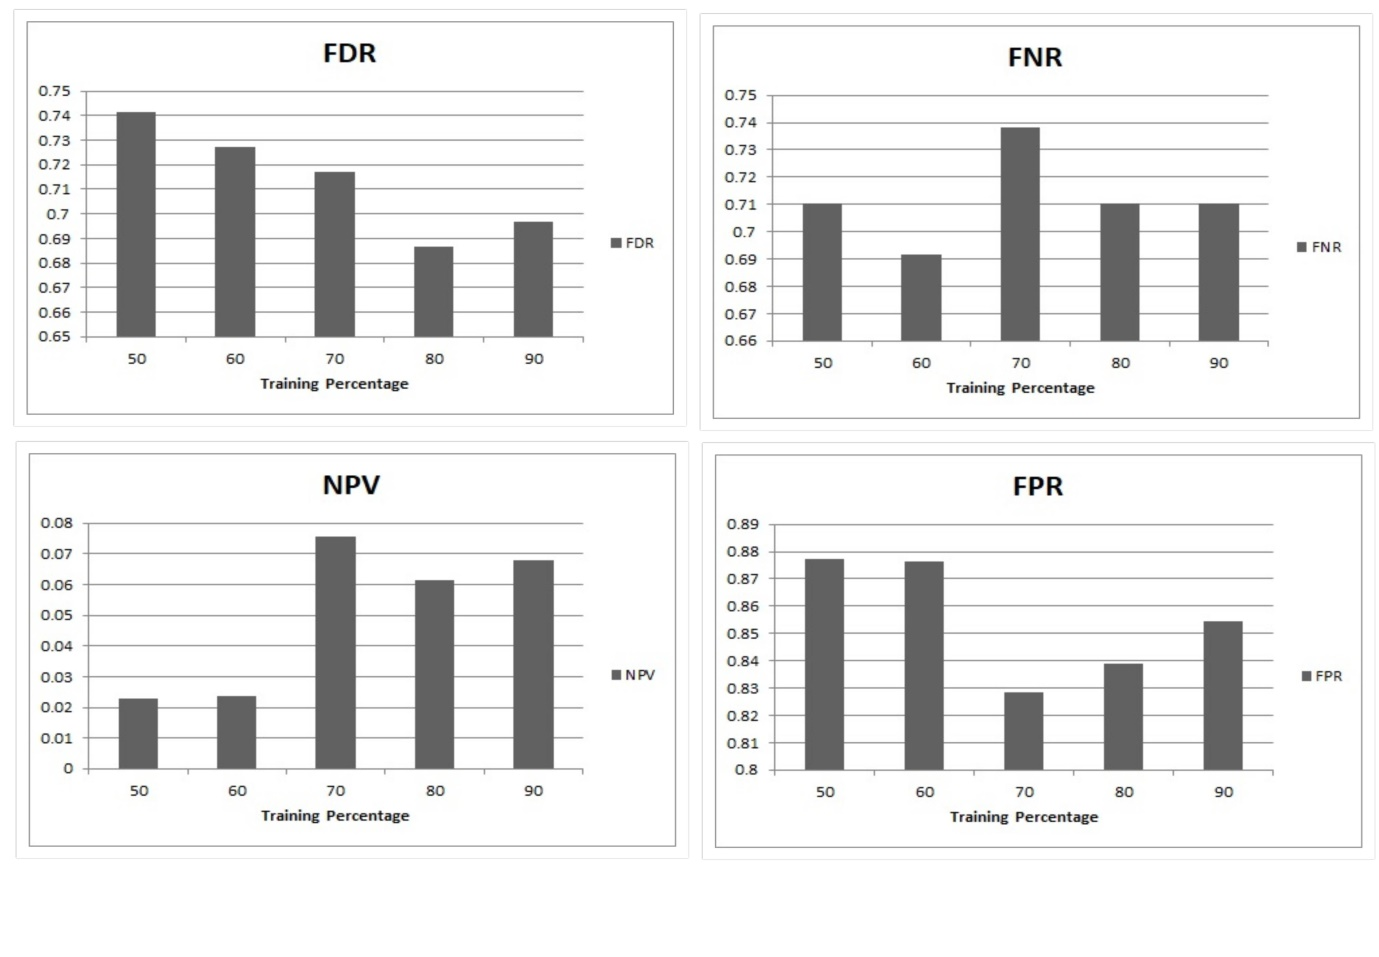 FDR
0.75
0.74
0.73
0.72
0.71
0.7
0.69
0.68
0.67
0.66
0.65
50 60 70 80 90
Training Percentage
FDR
FNR
0.75
0.74
0.73
0.72
0.71
0.7
0.69
0.68
0.67
0.66
50 60 70 80 90
Training Percentage
FNR
NPV
0.08
0.07
0.06
0.05
0.04
0.03
0.02
0.01
0
50 60 70 80 90
Training Percentage
NPV
FPR
0.89
0.88
0.87
0.86
0.85
0.84
0.83
0.82
0.81
0.8
50 60 70 80 90
Training Percentage
FPR